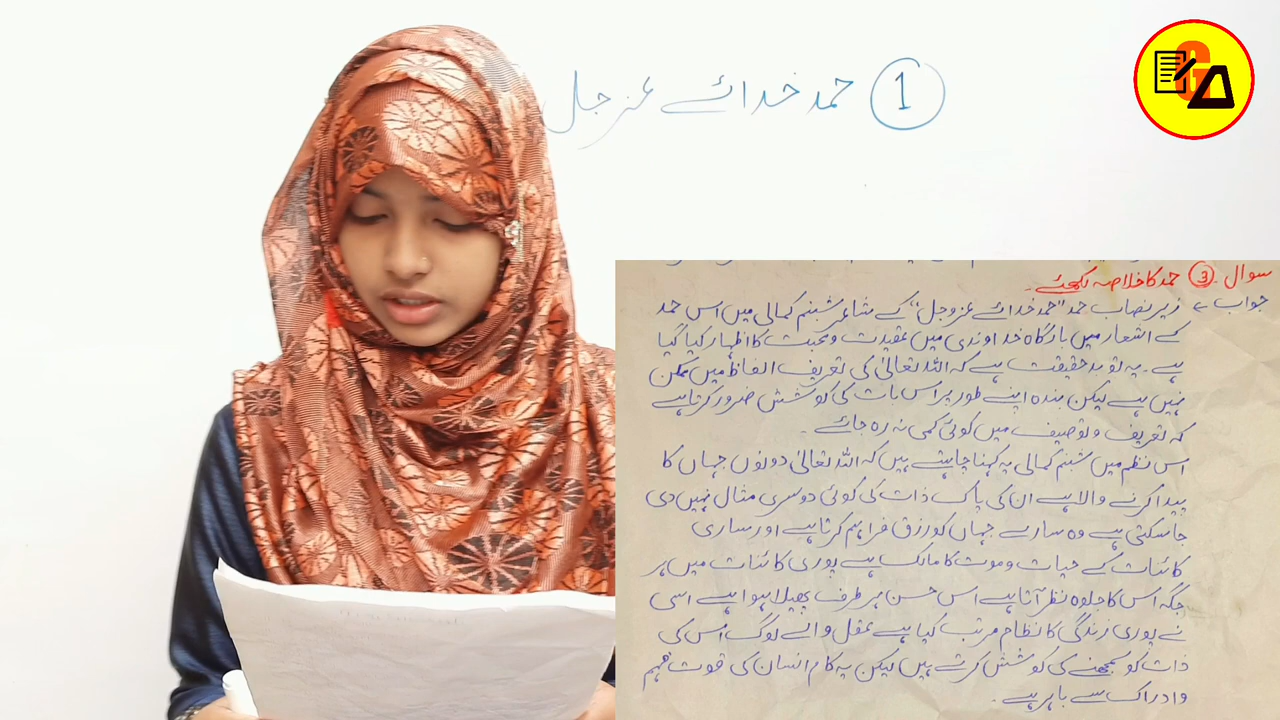 ① حمد خدائے عزوجل
سوال ③ حمد کا خلاصہ لکھئے۔
جواب ← زیر نصاب حمد "حمد خدائے عزوجل" کے شاعر شبنم کمالی میں اس حمد
کے اشعار میں بارگاہ خداوندی میں عقیدت و محبت کا اظہار کیا گیا
ہے۔ یہ تو یہ حقیقت ہے کہ اللہ تعالیٰ کی تعریف الفاظ میں ممکن
نہیں ہے لیکن بندہ اپنے طور پر اس بات کی کوشش ضرور کرتا ہے
کہ تعریف و توصیف میں کوئی کمی نہ رہ جائے۔
اس نظم میں شبنم کمالی یہ کہنا چاہتے ہیں کہ اللہ تعالیٰ دونوں جہاں کا
پیدا کرنے والا ہے ان کی پاک ذات کی کوئی دوسری مثال نہیں دی
جا سکتی ہے وہ سارے جہاں کو رزق فراہم کرتا ہے اور ساری
کائنات کے حیات و موت کا مالک ہے پوری کائنات میں ہر
جگہ اس کا جلوہ نظر آتا ہے اس حسن ہر طرف پھیلا ہوا ہے اسی
نے پوری زندگی کا نظام مرتب کیا ہے عقل والے لوگ اس کی
ذات کو سمجھنے کی کوشش کرتے ہیں لیکن یہ کام انسان کی قوت فہم
و ادراک سے باہر ہے۔